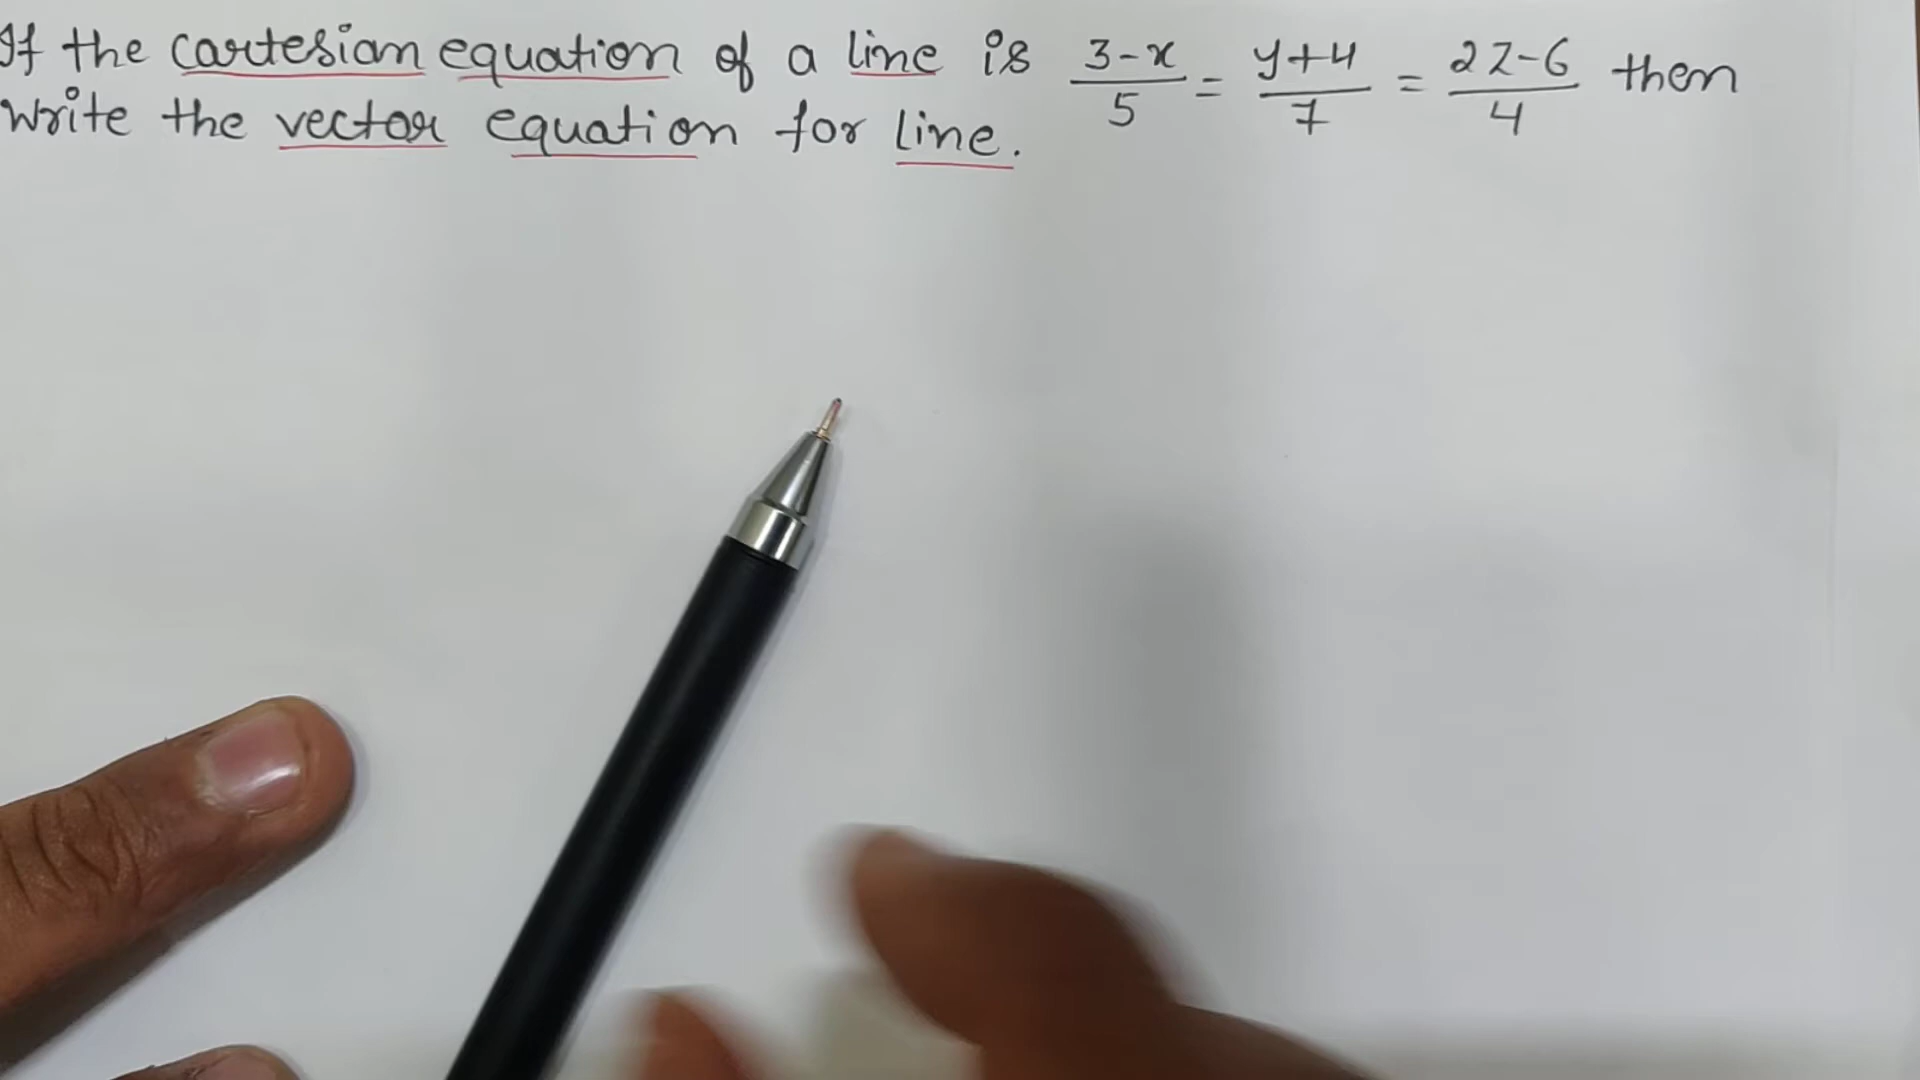 If the cartesian equation of a line is (3-x)/5 = (y+4)/7 = (2z-6)/4 then
Write the vector equation for line.